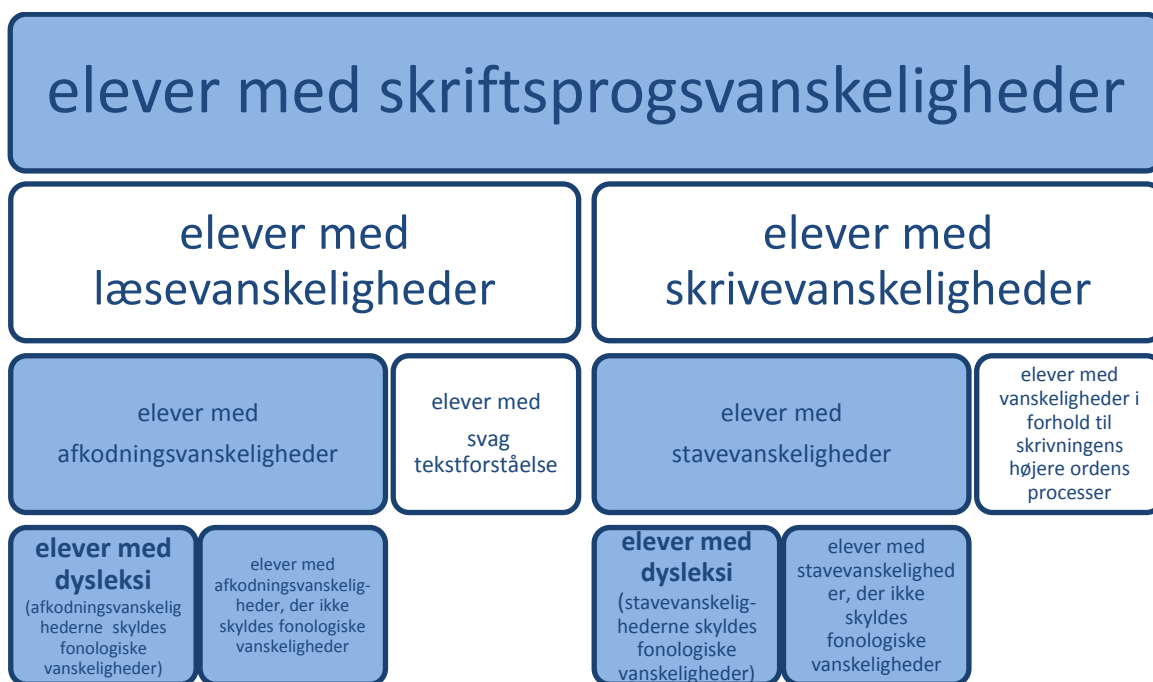 elever med skriftsprogsvanskeligheder
elever med
læsevanskeligheder
elever med
skrivevanskeligheder
elever med
afkodningsvanskeligheder
elever med
svag
tekstforståelse
elever med
stavevanskeligheder
elever med
vanskeligheder i
forhold til
skrivningens
højere ordens
processer
elever med
dysleksi
(afkodningsvanskelig
hederne skyldes
fonologiske
vanskeligheder)
elever med
afkodningsvanskelig-
heder, der ikke
skyldes fonologiske
vanskeligheder
elever med
dysleksi
(stavevanskelig-
hederne skyldes
fonologiske
vanskeligheder)
elever med
stavevanskelighed
er, der ikke
skyldes
fonologiske
vanskeligheder